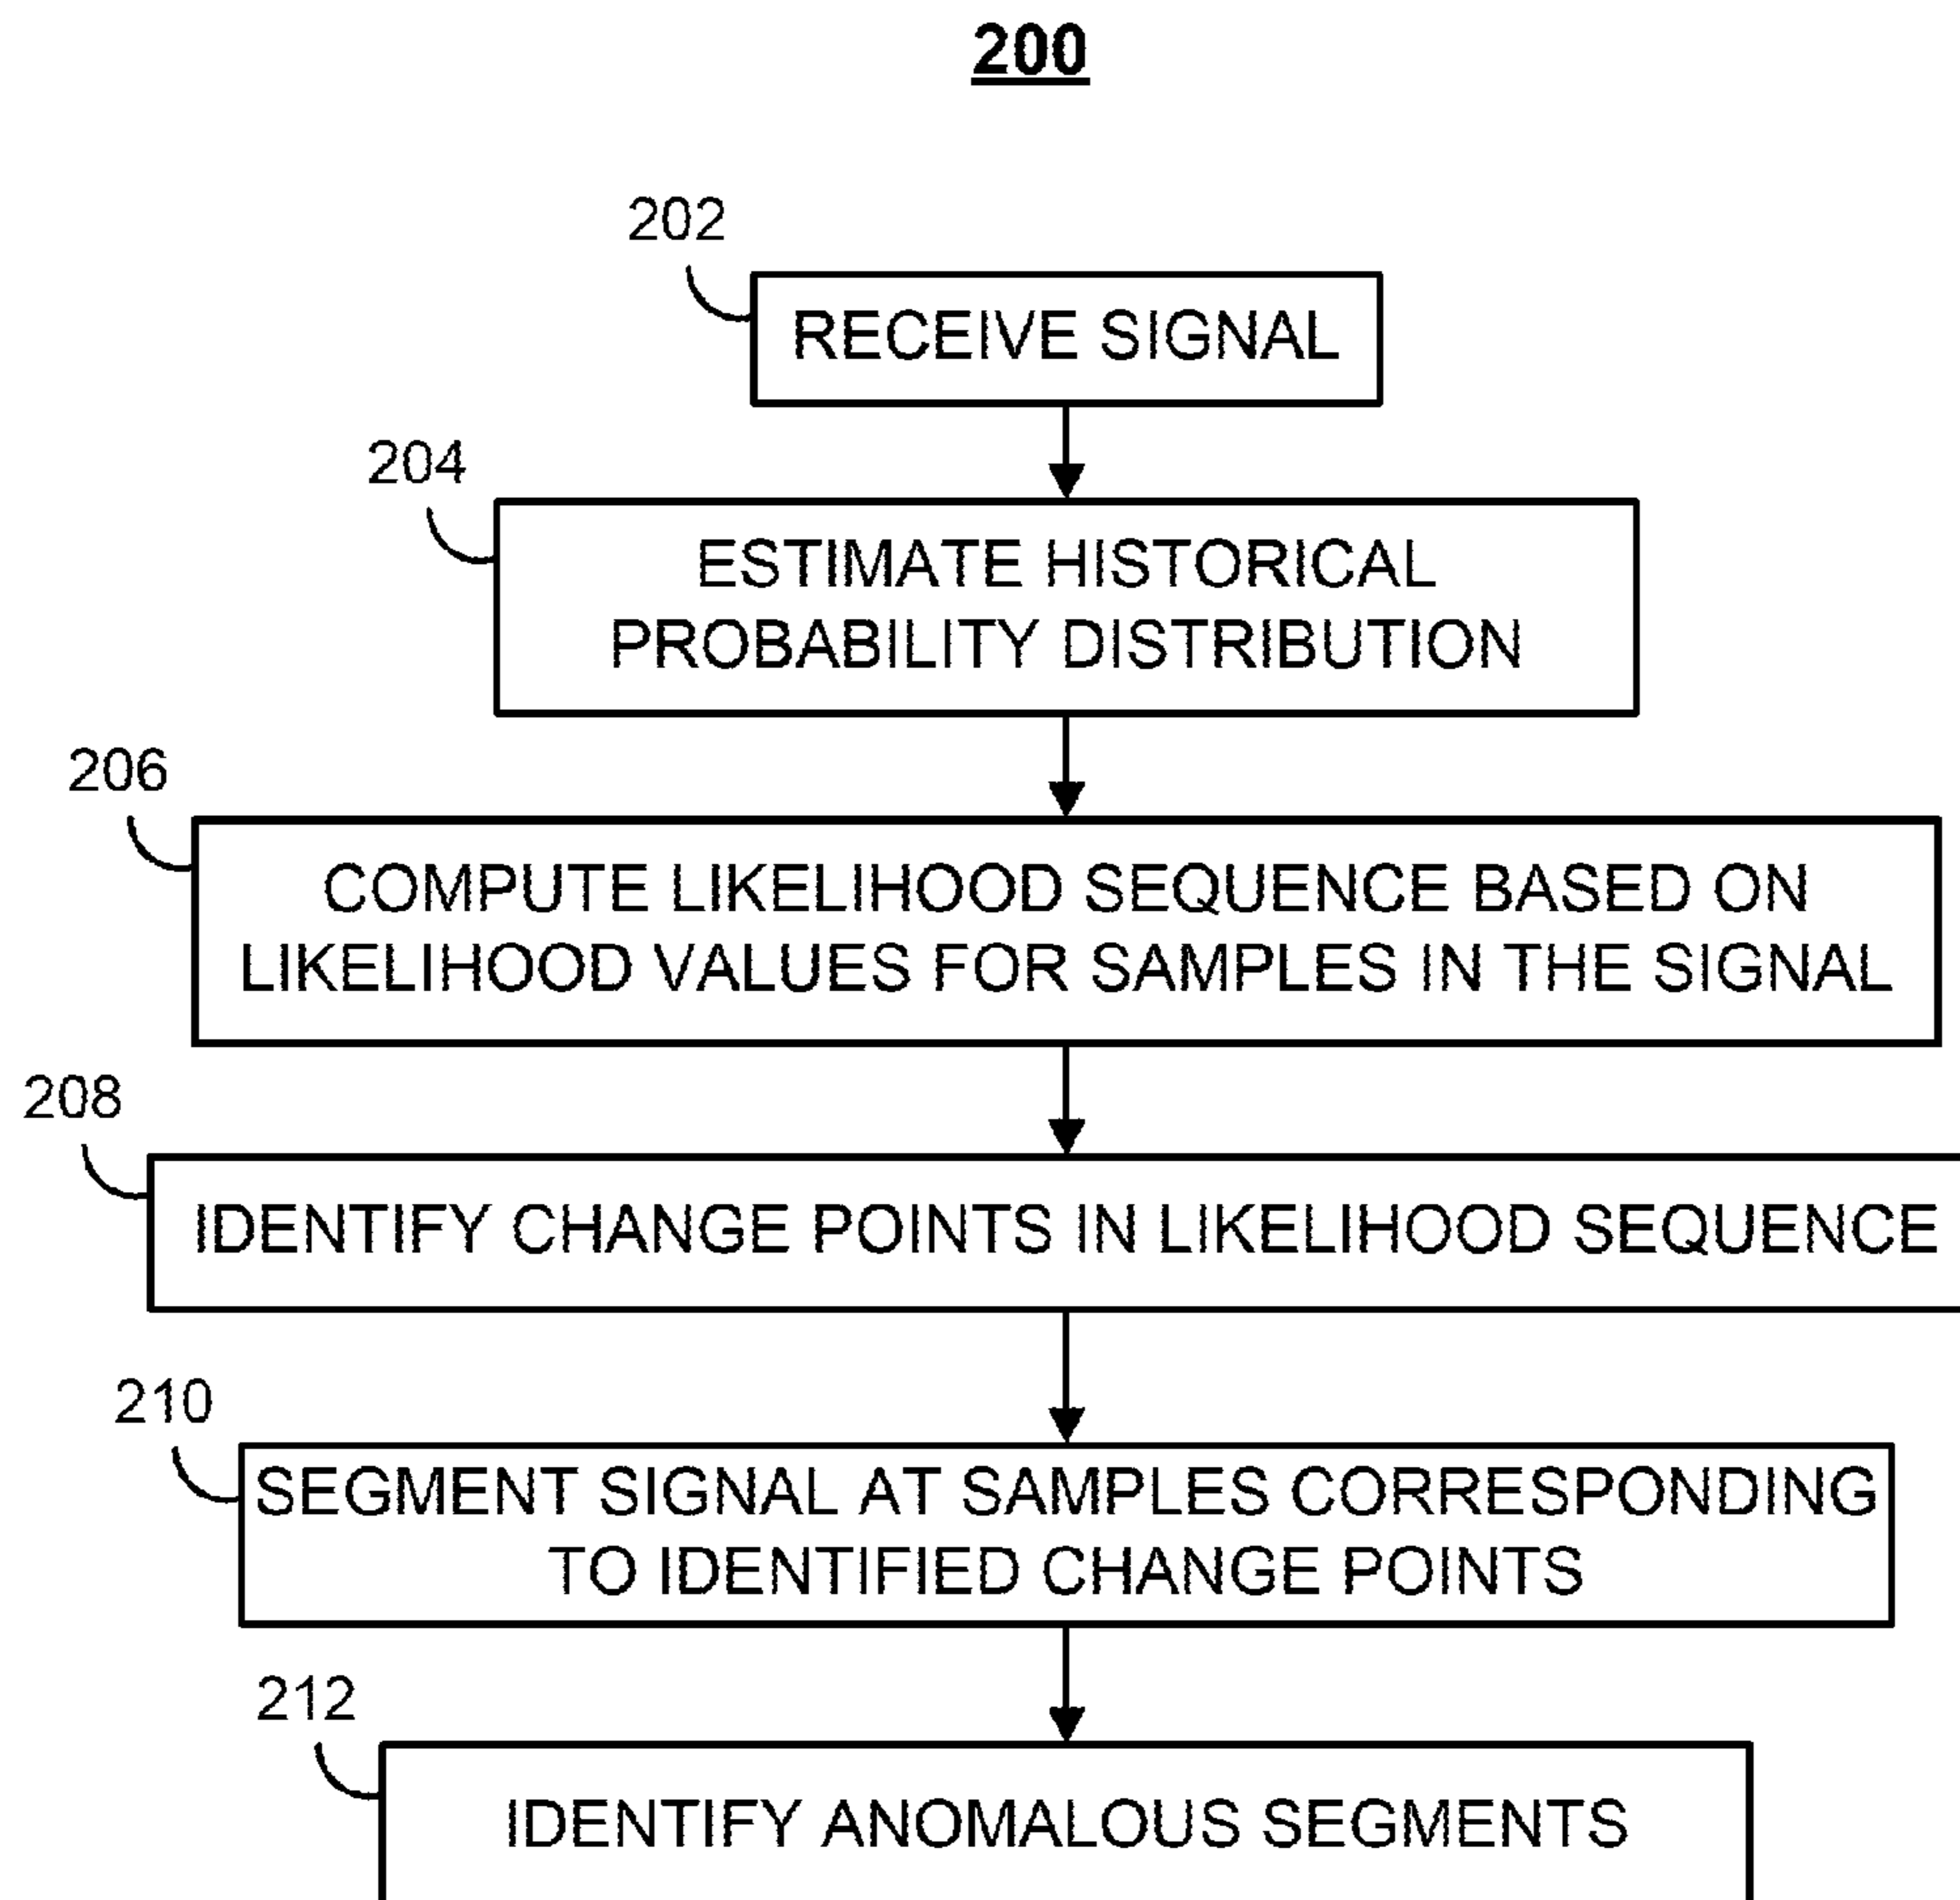 200
202
RECEIVE SIGNAL
204
ESTIMATE HISTORICAL
PROBABILITY DISTRIBUTION
206
COMPUTE LIKELIHOOD SEQUENCE BASED ON
LIKELIHOOD VALUES FOR SAMPLES IN THE SIGNAL
208
IDENTIFY CHANGE POINTS IN LIKELIHOOD SEQUENCE
210
SEGMENT SIGNAL AT SAMPLES CORRESPONDING
TO IDENTIFIED CHANGE POINTS
212
IDENTIFY ANOMALOUS SEGMENTS